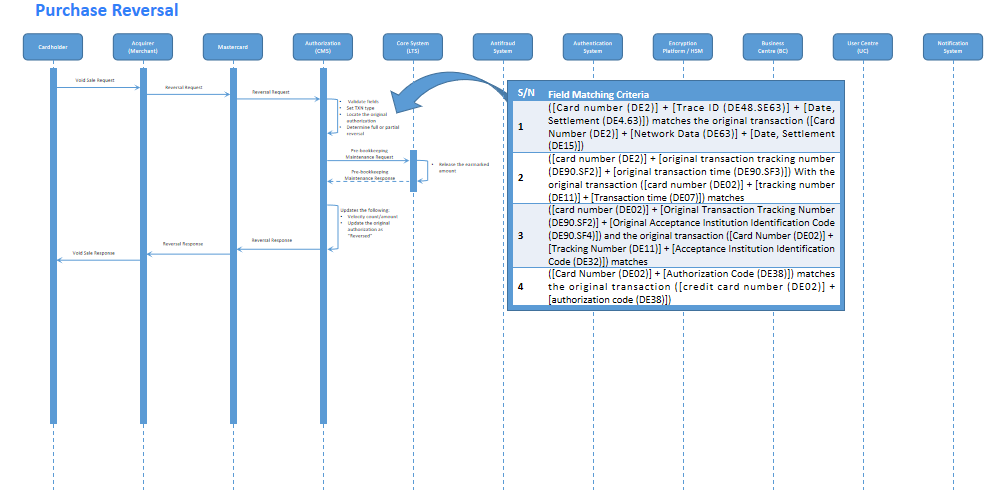 Purchase Reversal
Cardholder
Acquirer
(Merchant)
Mastercard
Authorization
(CMS)
Core System
(LTS)
Antifraud
System
Authentication
System
Encryption
Platform / HSM
Business
Centre (BC)
User Centre
(UC)
Notification
System
Void Sale Request
Reversal Request
Reversal Request
• Validate fields
• Set TXN type
• Locate the original
authorization
• Determine full or partial
reversal
Pre-bookkeeping
Maintenance Request
• Release the earmarked
amount
Pre-bookkeeping
Maintenance Response
Updates the following:
• Velocity count/amount
• Update the original
authorization as
"Reversed"
Reversal Response
Reversal Response
Void Sale Response
S/N Field Matching Criteria
1
([Card number (DE2)] + [Trace ID (DE48.SE63)] + [Date,
Settlement (DE4.63)]) matches the original transaction ([Card
Number (DE2)] + [Network Data (DE63)] + [Date, Settlement
(DE15)])
2
([card number (DE2)] + [original transaction tracking number
(DE90.SF2)] + [original transaction time (DE90.SF3)]) With the
original transaction ([card number (DE02)] + [tracking number
(DE11)] + [Transaction time (DE07)]) matches
3
([card number (DE02)] + [Original Transaction Tracking Number
(DE90.SF2)] + [Original Acceptance Institution Identification Code
(DE90.SF4)]) and the original transaction ([Card Number (DE02)] +
[Tracking Number (DE11)] + [Acceptance Institution Identification
Code (DE32)]) matches
4
([Card Number (DE02)] + [Authorization Code (DE38)]) matches
the original transaction ([credit card number (DE02)] +
[authorization code (DE38)])